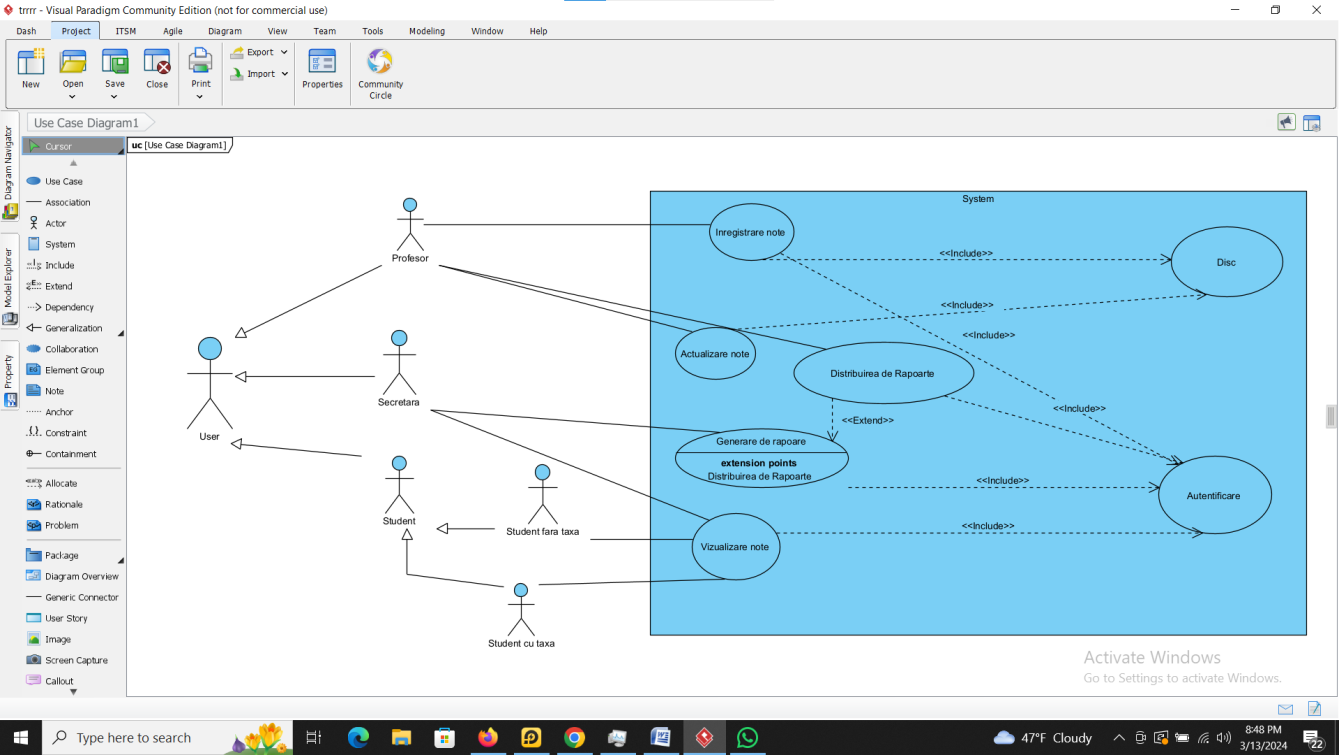 trrrr - Visual Paradigm Community Edition (not for commercial use)
Dash Project ITSM Agile Diagram View Team Tools Modeling Window Help
New
Open
Save
Close
Print
Export
Import
Properties
Community
Circle
Use Case Diagram1
Diagram Navigator
Model Explorer
Property
Cursor
Use Case
Association
Actor
System
Include
Extend
Dependency
Generalization
Collaboration
Element Group
Note
Anchor
Constraint
Containment
Allocate
Rationale
Problem
Package
Diagram Overview
Generic Connector
User Story
Image
Screen Capture
Callout
uc [Use Case Diagram1]
System
Profesor
Inregistrare note
<<Include>>
Disc
<<Include>>
<<Include>>
Actualizare note
Distribuirea de Rapoarte
Secretara
<<Include>>
<<Extend>>
User
Generare de rapoare
extension points
Distribuirea de Rapoarte
<<Include>>
Autentificare
Student
Student fara taxa
<<Include>>
Vizualizare note
Student cu taxa
Activate Windows
Go to Settings to activate Windows.
Type here to search
47°F Cloudy
8:48 PM
3/13/2024
22